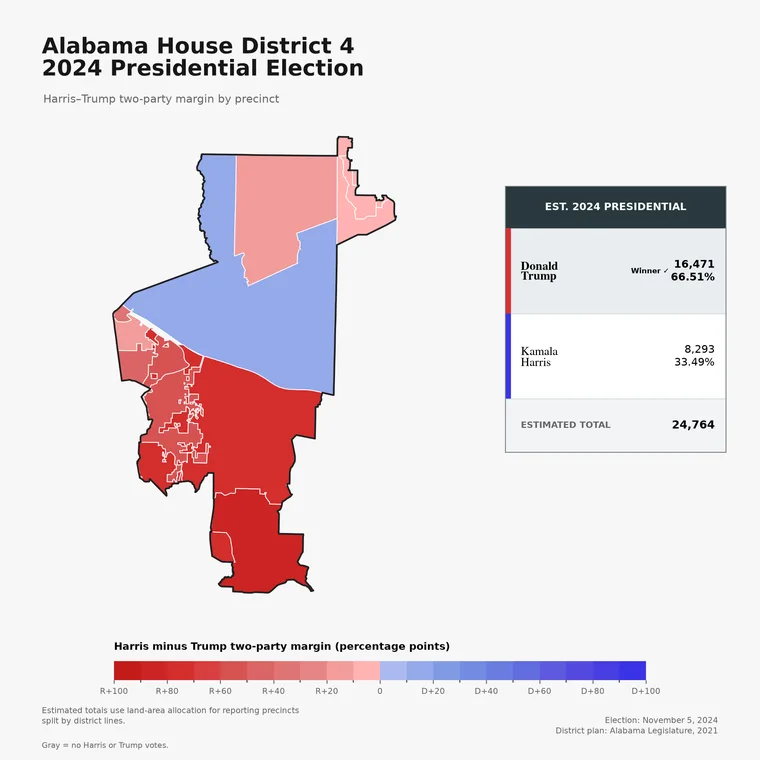 Alabama House District 4
2024 Presidential Election
Harris–Trump two-party margin by precinct
EST. 2024 PRESIDENTIAL
Donald
Trump
Winner ✓
16,471
66.51%
Kamala
Harris
8,293
33.49%
ESTIMATED TOTAL
24,764
Harris minus Trump two-party margin (percentage points)
R+100 R+80 R+60 R+40 R+20 0 D+20 D+40 D+60 D+80 D+100
Estimated totals use land-area allocation for reporting precincts
split by district lines.
Gray = no Harris or Trump votes.
Election: November 5, 2024
District plan: Alabama Legislature, 2021